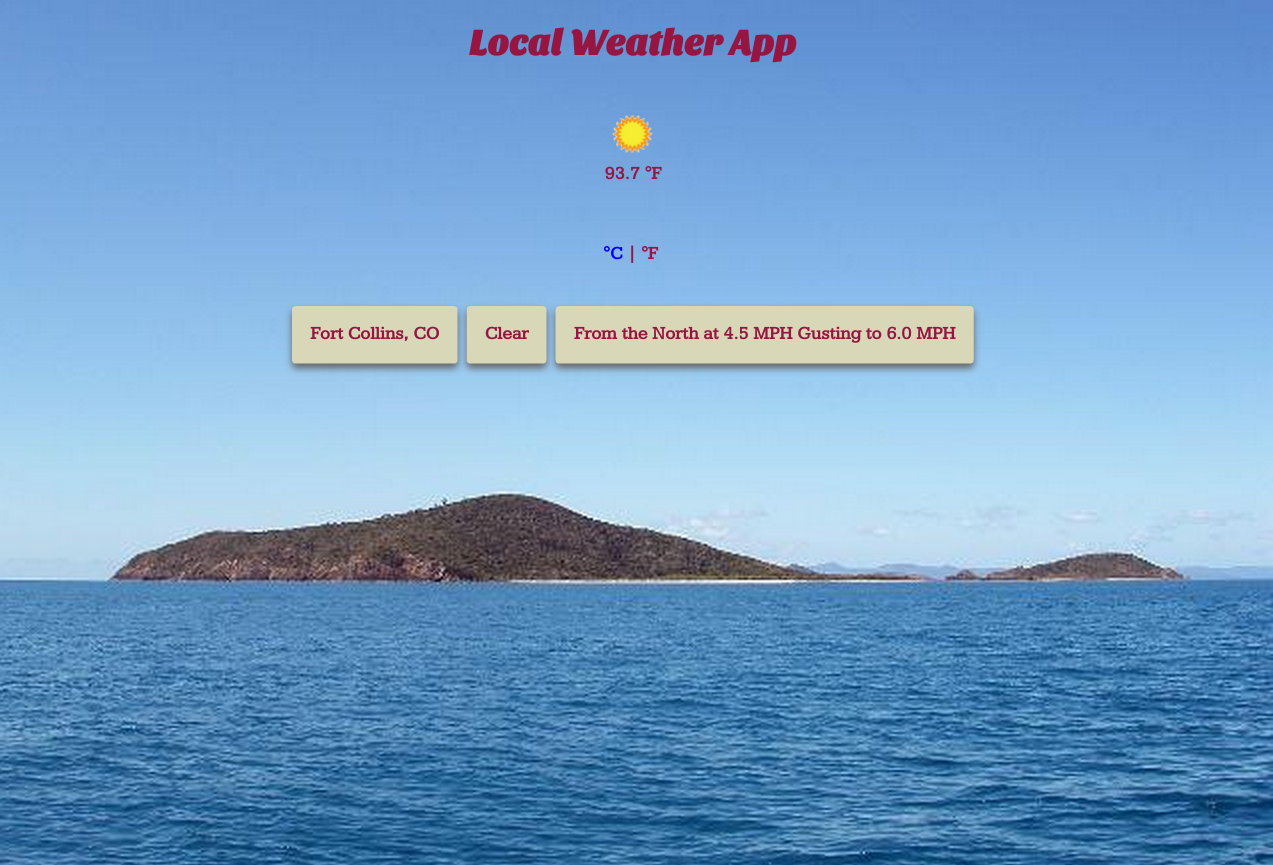 Local Weather App
93.7 °F
°C | °F
Fort Collins, CO
Clear
From the North at 4.5 MPH Gusting to 6.0 MPH